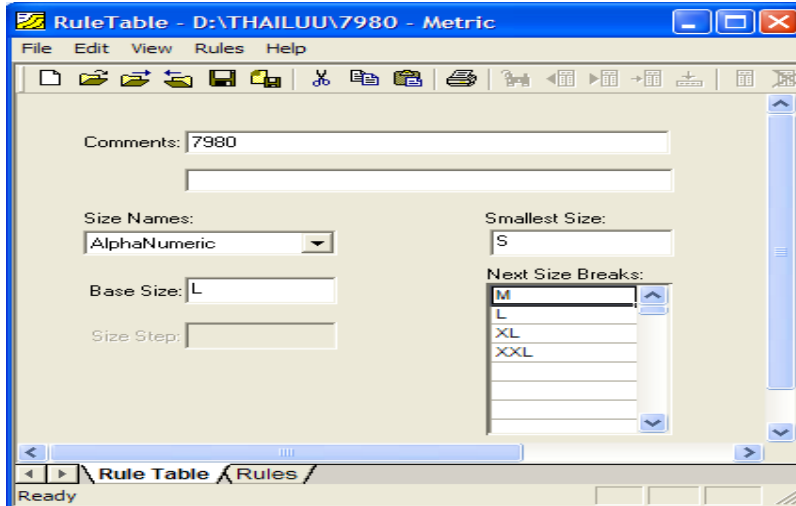 RuleTable - D:\THAILUU\7980 - Metric
File Edit View Rules Help
Comments: 7980
Size Names:
AlphaNumeric
Smallest Size:
S
Base Size: L
Next Size Breaks:
M
L
XL
XXL
Size Step:
Rule Table Rules
Ready